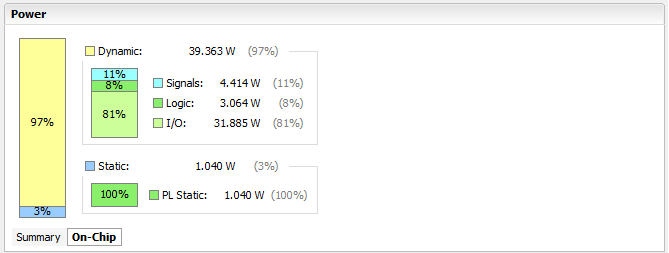 Power
Dynamic: 39.363 W (97%)
11%
Signals: 4.414 W (11%)
8%
Logic: 3.064 W (8%)
81%
I/O: 31.885 W (81%)
97%
Static: 1.040 W (3%)
100%
PL Static: 1.040 W (100%)
3%
Summary On-Chip